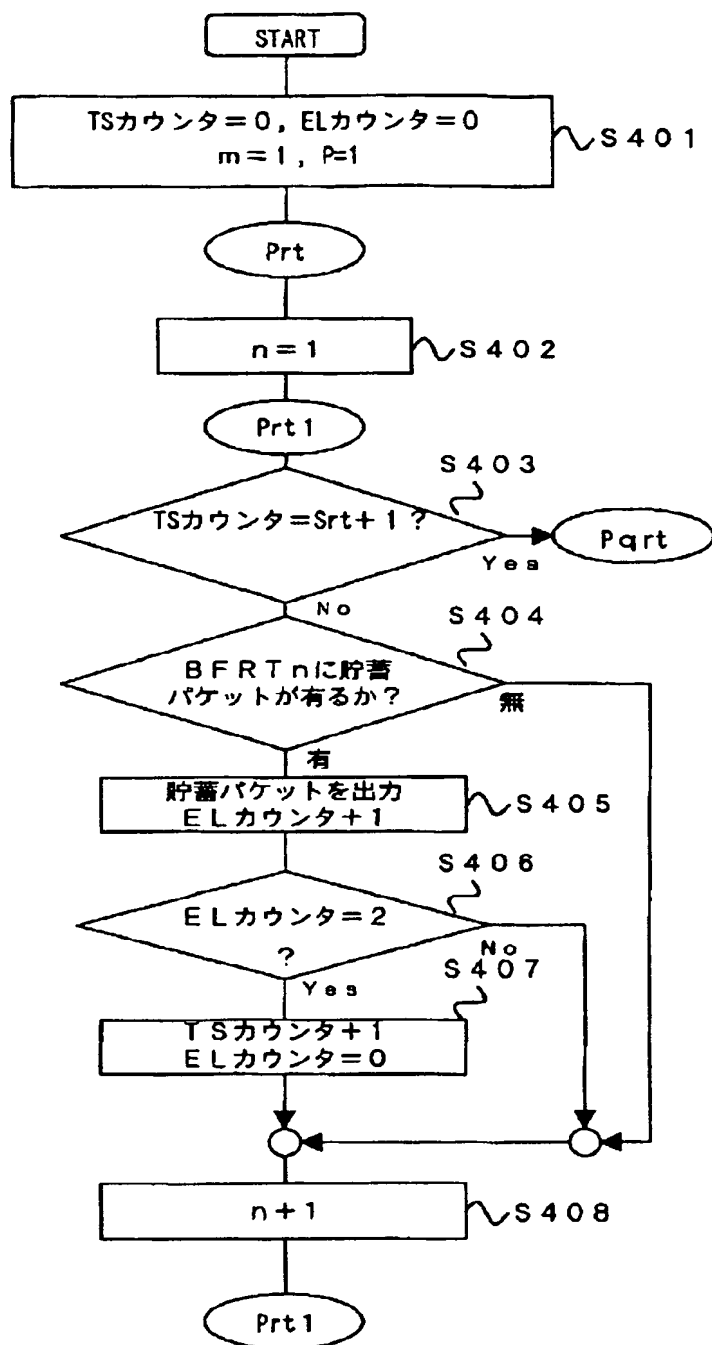 START
TSカウンタ=0, ELカウンタ=0
m=1, P=1
S401
Prt
n=1
S402
Prt1
S403
TSカウンタ=Srt+1?
Yes
Pqrt
No
S404
BFRTnに貯蓄
パケットが有るか?
無
有
貯蓄パケットを出力
ELカウンタ+1
S405
S406
ELカウンタ=2
?
No
Yes
S407
TSカウンタ+1
ELカウンタ=0
n+1
S408
Prt1